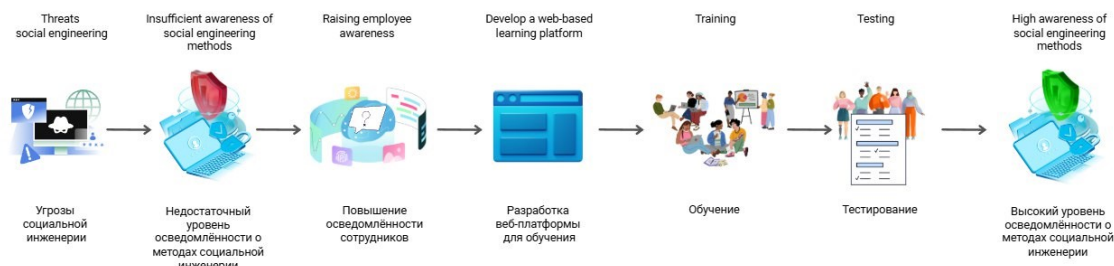 Threats
social engineering
Insufficient awareness of
social engineering
methods
Raising employee
awareness
Develop a web-based
learning platform
Training
Testing
High awareness of
social engineering
methods
?
Угрозы
социальной
инженерии
Недостаточный
уровень
осведомлённости о
методах социальной
инженерии
Повышение
осведомлённости
сотрудников
Разработка
веб-платформы
для обучения
Обучение
Тестирование
Высокий уровень
осведомлённости о
методах социальной
инженерии